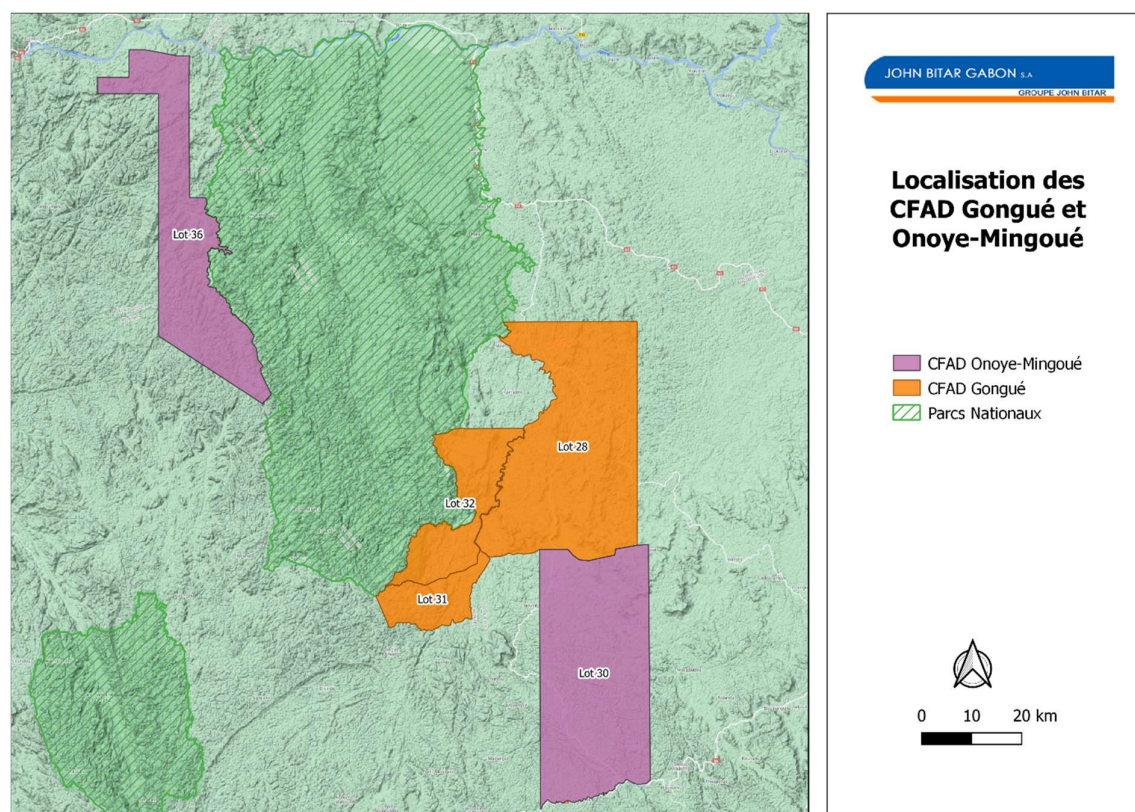 JOHN BITAR GABON S.A
GROUPE JOHN BITAR
Localisation des
CFAD Gongué et
Onoye-Mingoué
CFAD Onoye-Mingoué
CFAD Gongué
Parcs Nationaux
0 10 20 km
Lot 36
Lot 28
Lot 32
Lot 31
Lot 30